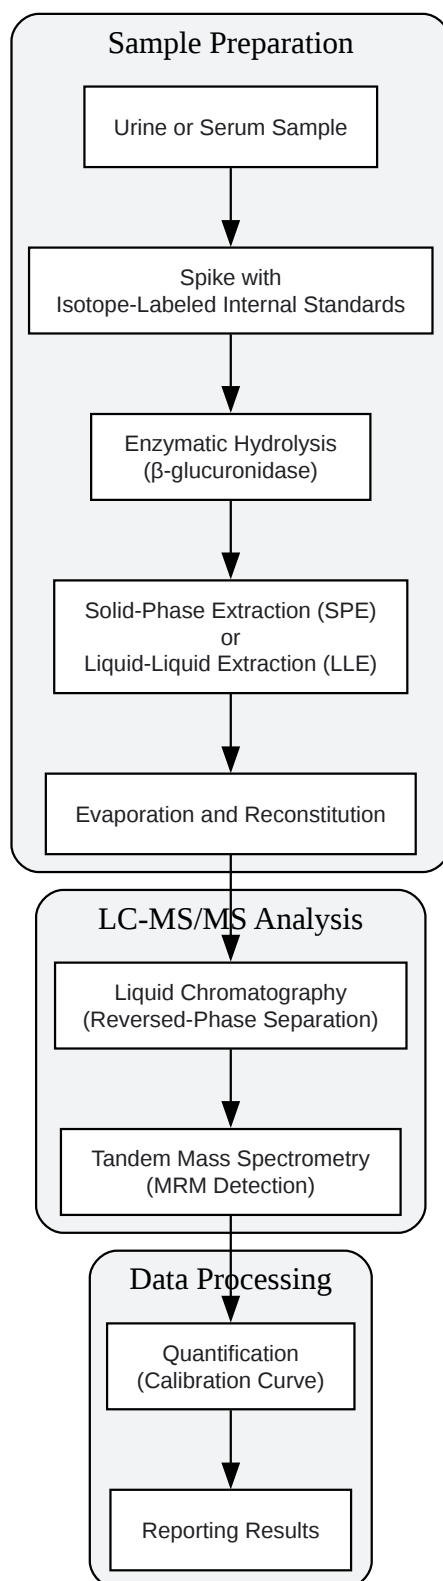 Sample Preparation
Urine or Serum Sample
Spike with
Isotope-Labeled Internal Standards
Enzymatic Hydrolysis
(β-glucuronidase)
Solid-Phase Extraction (SPE)
or
Liquid-Liquid Extraction (LLE)
Evaporation and Reconstitution
LC-MS/MS Analysis
Liquid Chromatography
(Reversed-Phase Separation)
Tandem Mass Spectrometry
(MRM Detection)
Data Processing
Quantification
(Calibration Curve)
Reporting Results